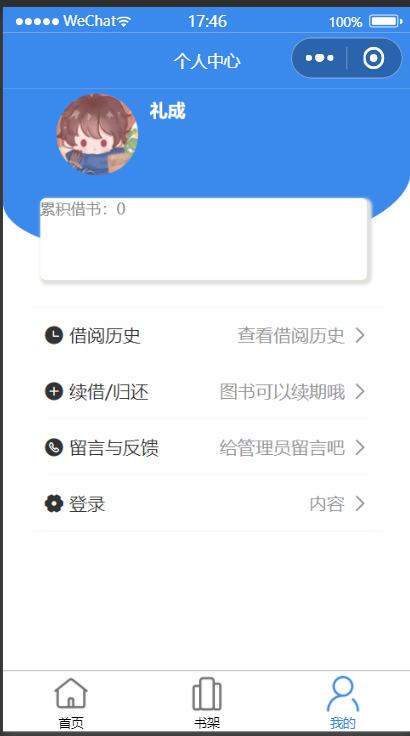 WeChat 17:46 100%
个人中心
礼成
累积借书：0
借阅历史 查看借阅历史
续借/归还 图书可以续期哦
留言与反馈 给管理员留言吧
登录 内容
首页 书架 我的